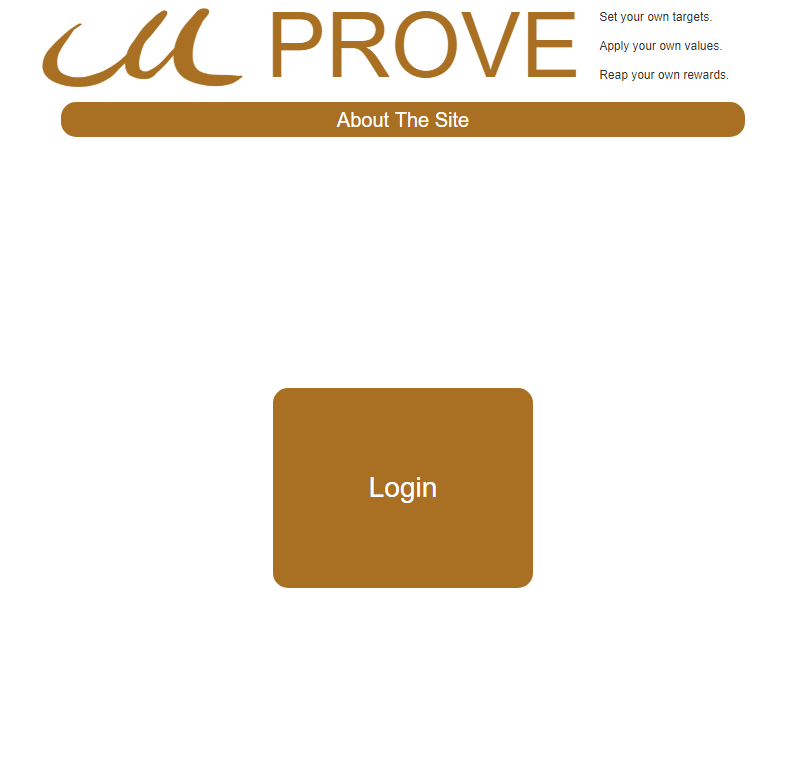 PROVE
Set your own targets.
Apply your own values.
Reap your own rewards.
About The Site
Login